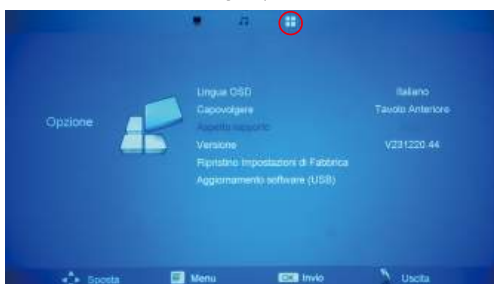 Opzione
Lingua OSD Italiano
Capovolgere Tavolo Anteriore
Aspetto rapporto
Versione V231220.44
Ripristino Impostazioni di Fabbrica
Aggiornamento software (USB)
Sposta Menu OK Invio Uscita